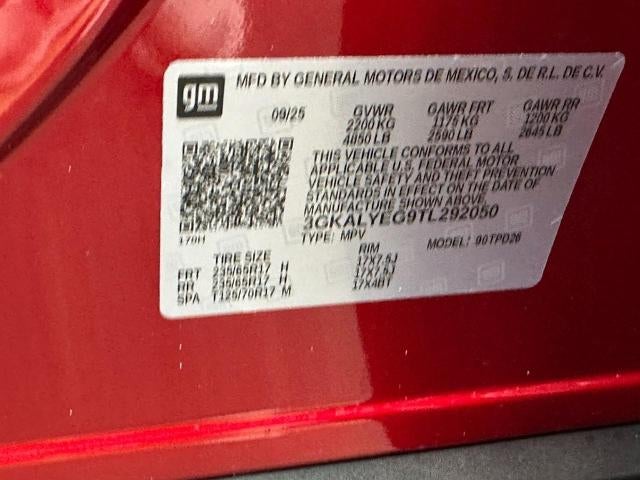 gm
MFD BY GENERAL MOTORS DE MEXICO, S. DE R.L. DE C.V.
09/25 GVWR GAWR FRT GAWR RR
2200 KG 1175 KG 1200 KG
4850 LB 2590 LB 2645 LB
THIS VEHICLE CONFORMS TO ALL
APPLICABLE U.S. FEDERAL MOTOR
VEHICLE SAFETY AND THEFT PREVENTION
STANDARDS IN EFFECT ON THE DATE OF
MANUFACTURE SHOWN ABOVE.
3GKALYEG9TL292050
170H
TYPE: MPV MODEL: 90TPD26
TIRE SIZE RIM
FRT 235/65R17 H 17X7.5J
RR 235/65R17 H 17X7.5J
SPA T125/70R17 M 17X4BT